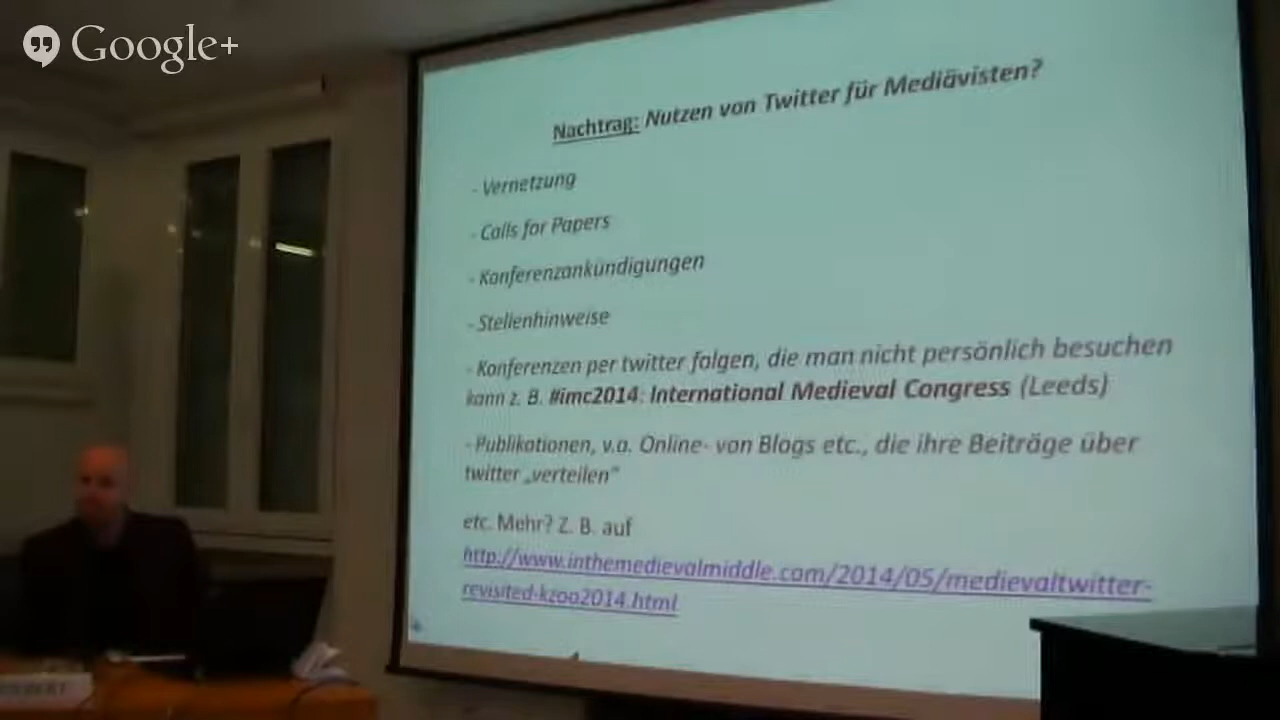 Google+
Nachtrag: Nutzen von Twitter für Mediävisten?
- Vernetzung
- Calls for Papers
- Konferenzankündigungen
- Stellenhinweise
- Konferenzen per twitter folgen, die man nicht persönlich besuchen
kann z. B. #imc2014: International Medieval Congress (Leeds)
- Publikationen, v.a. Online- von Blogs etc., die ihre Beiträge über
twitter „verteilen“
etc. Mehr? Z. B. auf
http://www.inthemedievalmiddle.com/2014/05/medievaltwitter-
revisited-kzoo2014.html